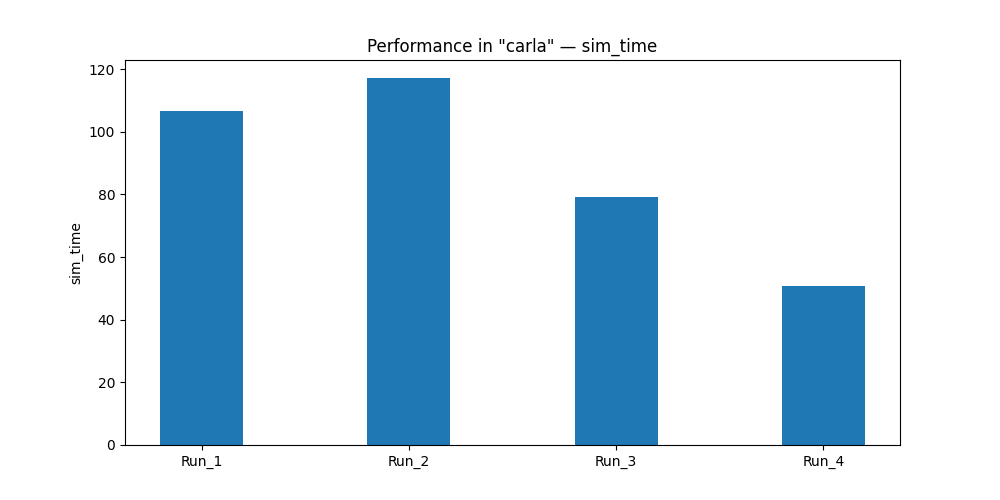 Performance in "carla" — sim_time
120
100
80
60
40
20
0
sim_time
Run_1
Run_2
Run_3
Run_4